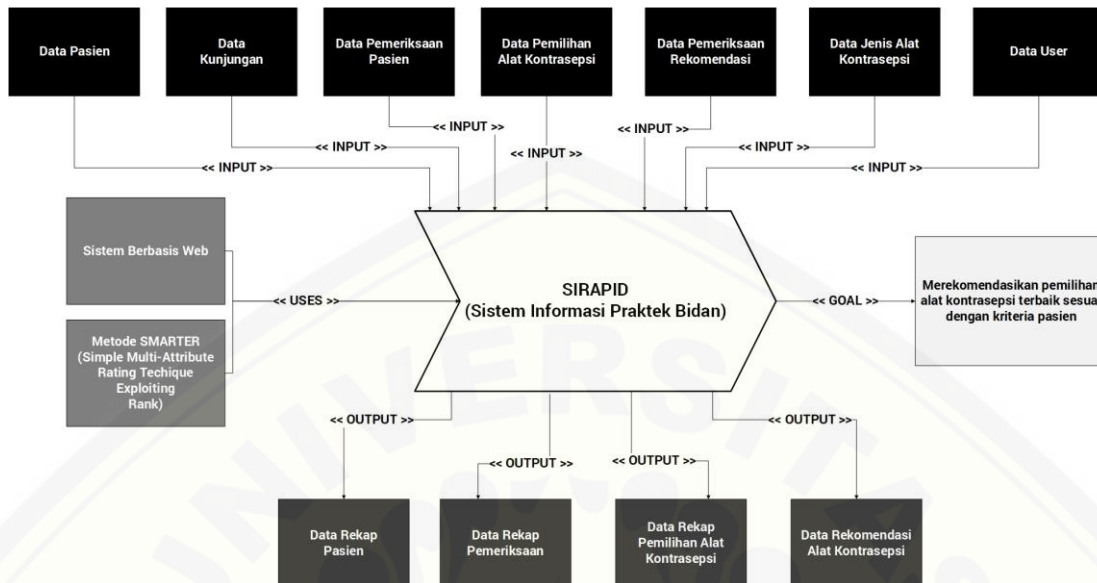 Data Pasien
Data
Kunjungan
Data Pemeriksaan
Pasien
Data Pemilihan
Alat Kontrasepsi
Data Pemeriksaan
Rekomendasi
Data Jenis Alat
Kontrasepsi
Data User
<< INPUT >>
<< INPUT >>
<< INPUT >>
<< INPUT >>
<< INPUT >>
<< INPUT >>
<< INPUT >>
Sistem Berbasis Web
Metode SMARTER
(Simple Multi-Attribute
Rating Techique
Exploiting
Rank)
<< USES >>
SIRAPID
(Sistem Informasi Praktek Bidan)
<< GOAL >>
Merekomendasikan pemilihan
alat kontrasepsi terbaik sesua
dengan kriteria pasien
<< OUTPUT >>
<< OUTPUT >>
<< OUTPUT >>
<< OUTPUT >>
Data Rekap
Pasien
Data Rekap
Pemeriksaan
Data Rekap
Pemilihan Alat
Kontrasepsi
Data Rekomendasi
Alat Kontrasepsi
UNIVERSITAS